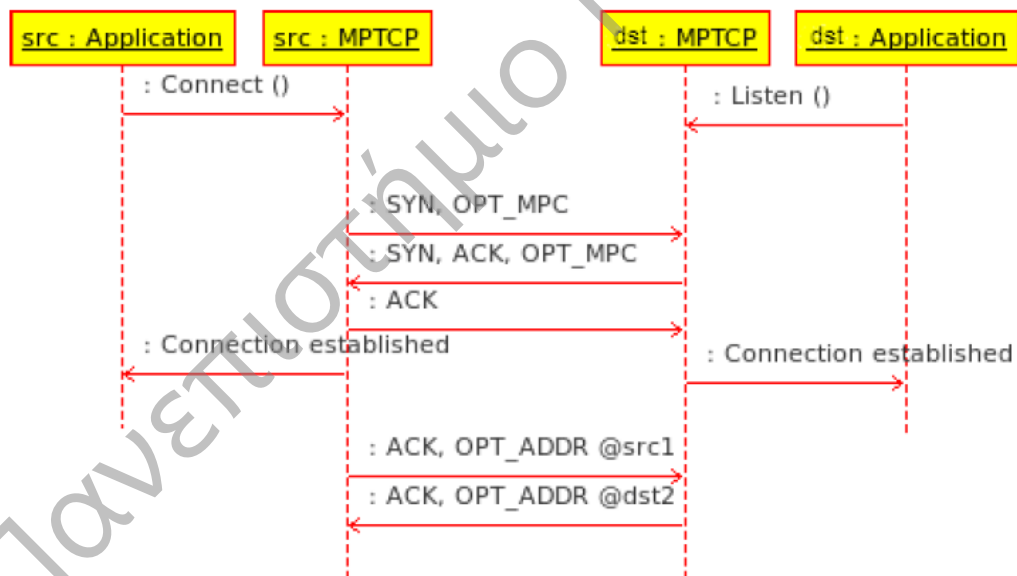 src : Application
src : MPTCP
dst : MPTCP
dst : Application
: Connect ()
: Listen ()
: SYN, OPT_MPC
: SYN, ACK, OPT_MPC
: ACK
: Connection established
: Connection established
: ACK, OPT_ADDR @src1
: ACK, OPT_ADDR @dst2